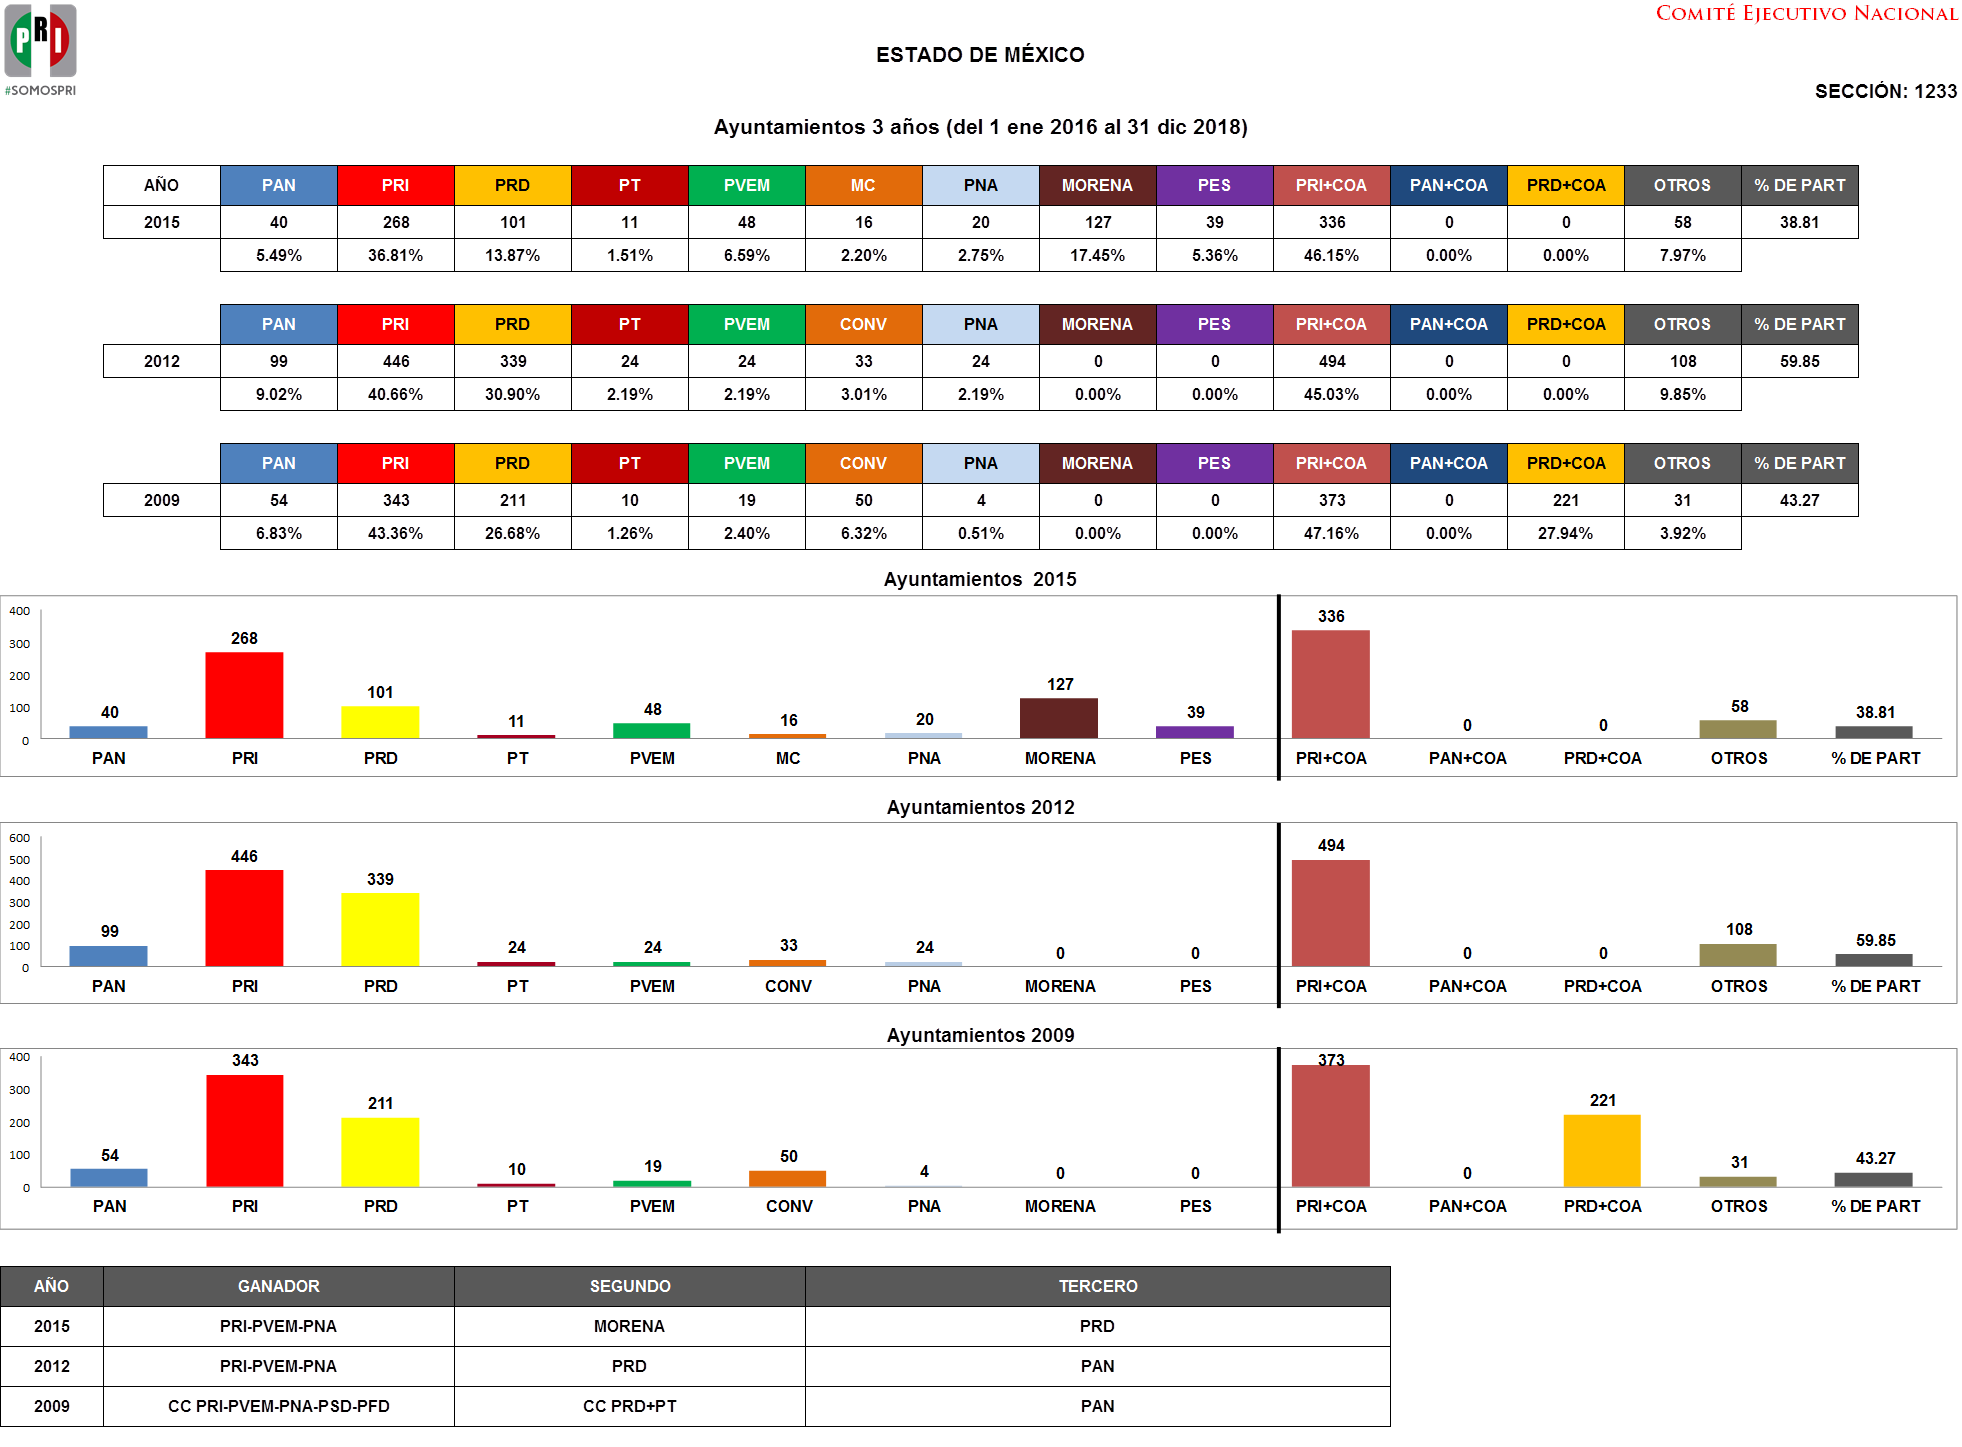 PRI
#SOMOSPRI
COMITÉ EJECUTIVO NACIONAL
ESTADO DE MÉXICO
SECCIÓN: 1233
Ayuntamientos 3 años (del 1 ene 2016 al 31 dic 2018)
AÑO PAN PRI PRD PT PVEM MC PNA MORENA PES PRI+COA PAN+COA PRD+COA OTROS % DE PART
2015 40 268 101 11 48 16 20 127 39 336 0 0 58 38.81
5.49% 36.81% 13.87% 1.51% 6.59% 2.20% 2.75% 17.45% 5.36% 46.15% 0.00% 0.00% 7.97%
PAN PRI PRD PT PVEM CONV PNA MORENA PES PRI+COA PAN+COA PRD+COA OTROS % DE PART
2012 99 446 339 24 24 33 24 0 0 494 0 0 108 59.85
9.02% 40.66% 30.90% 2.19% 2.19% 3.01% 2.19% 0.00% 0.00% 45.03% 0.00% 0.00% 9.85%
PAN PRI PRD PT PVEM CONV PNA MORENA PES PRI+COA PAN+COA PRD+COA OTROS % DE PART
2009 54 343 211 10 19 50 4 0 0 373 0 221 31 43.27
6.83% 43.36% 26.68% 1.26% 2.40% 6.32% 0.51% 0.00% 0.00% 47.16% 0.00% 27.94% 3.92%
Ayuntamientos 2015
400
300
200
100
0
40 268 101 11 48 16 20 127 39 336 0 0 58 38.81
PAN PRI PRD PT PVEM MC PNA MORENA PES PRI+COA PAN+COA PRD+COA OTROS % DE PART
Ayuntamientos 2012
600
500
400
300
200
100
0
99 446 339 24 24 33 24 0 0 494 0 0 108 59.85
PAN PRI PRD PT PVEM CONV PNA MORENA PES PRI+COA PAN+COA PRD+COA OTROS % DE PART
Ayuntamientos 2009
400
300
200
100
0
54 343 211 10 19 50 4 0 0 373 0 221 31 43.27
PAN PRI PRD PT PVEM CONV PNA MORENA PES PRI+COA PAN+COA PRD+COA OTROS % DE PART
AÑO GANADOR SEGUNDO TERCERO
2015 PRI-PVEM-PNA MORENA PRD
2012 PRI-PVEM-PNA PRD PAN
2009 CC PRI-PVEM-PNA-PSD-PFD CC PRD+PT PAN